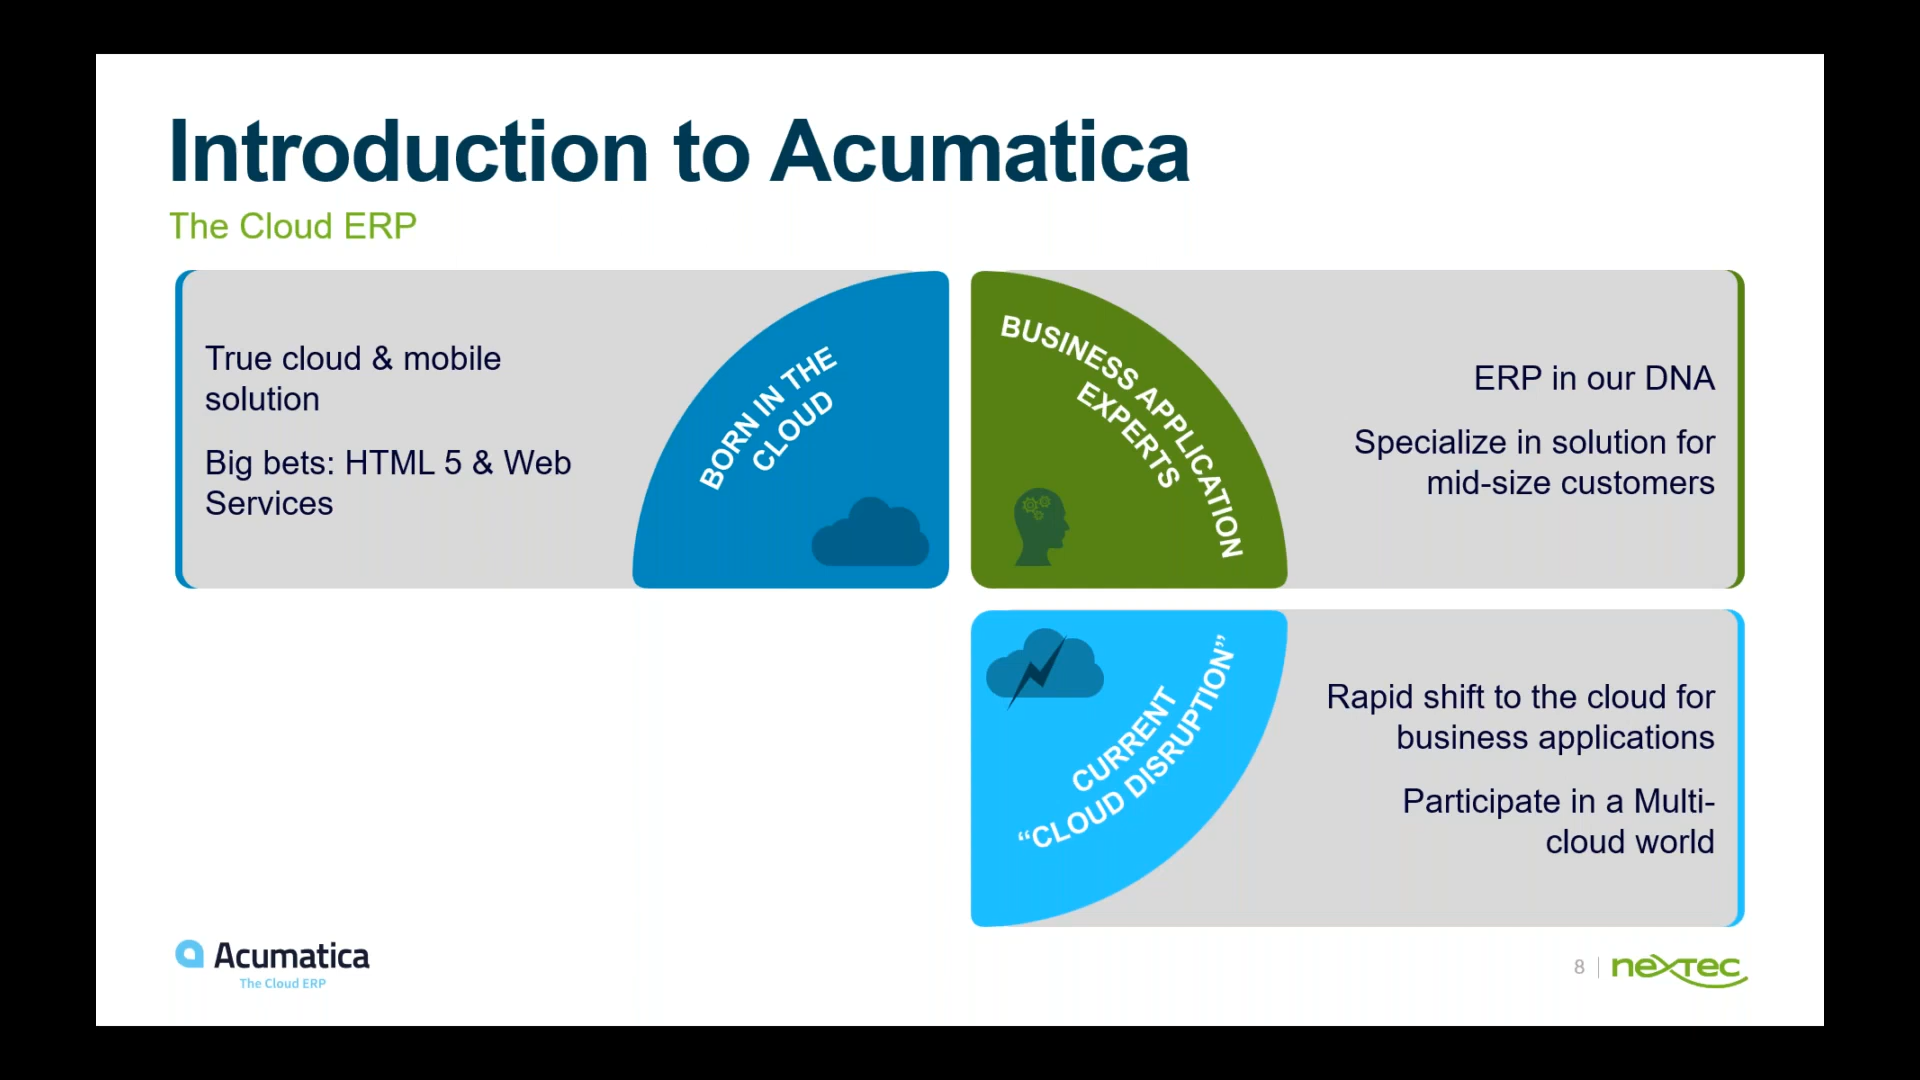 Introduction to Acumatica
The Cloud ERP
True cloud & mobile
solution
Big bets: HTML 5 & Web
Services
BORN IN THE
CLOUD
BUSINESS APPLICATION
EXPERTS
ERP in our DNA
Specialize in solution for
mid-size customers
CURRENT
“CLOUD DISRUPTION”
Rapid shift to the cloud for
business applications
Participate in a Multi-
cloud world
Acumatica
The Cloud ERP
8
nextec